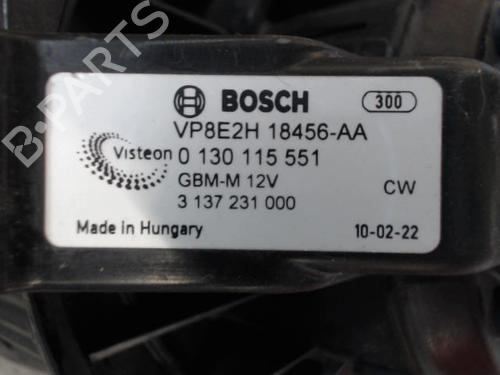 B-PARTS
BOSCH 300
VP8E2H 18456-AA
Visteon 0 130 115 551
GBM-M 12V CW
3 137 231 000
Made in Hungary 10-02-22